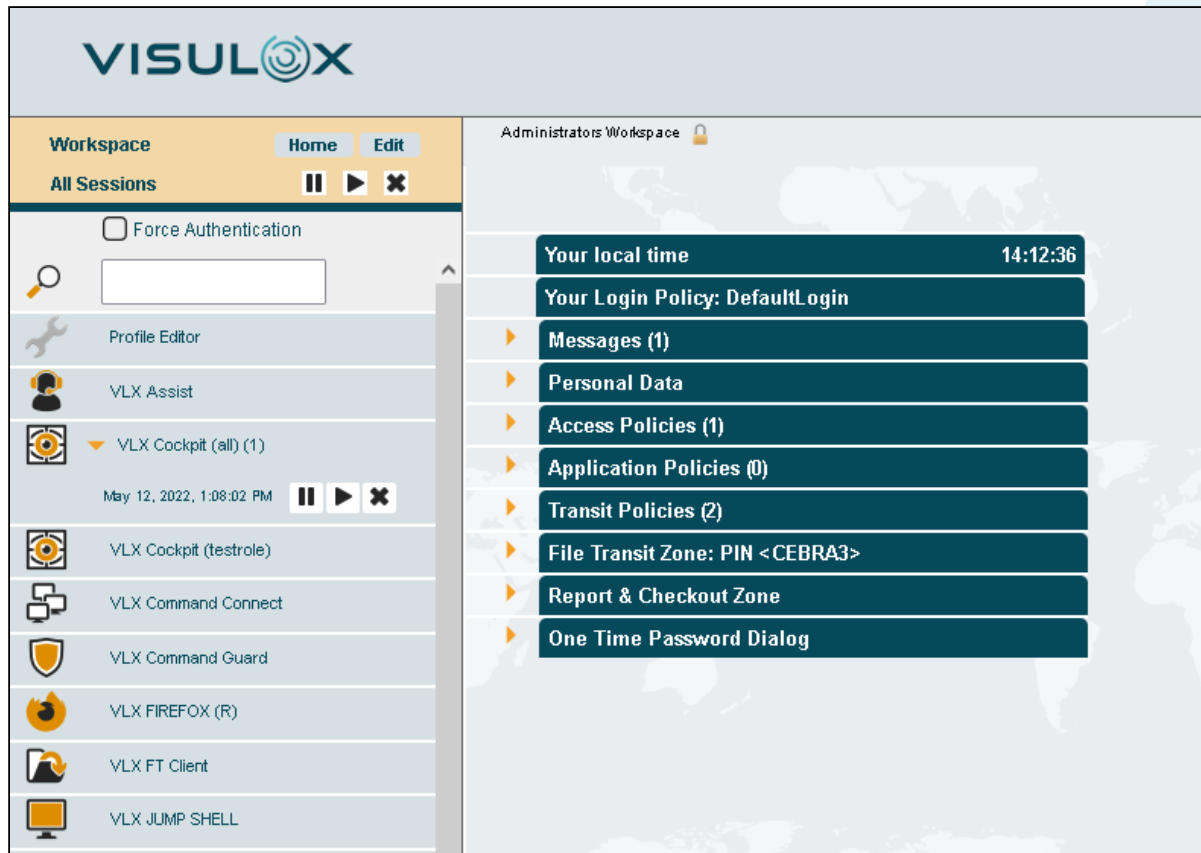 VISULOX
Workspace
Home
Edit
All Sessions
Force Authentication
Profile Editor
VLX Assist
VLX Cockpit (all) (1)
May 12, 2022, 1:08:02 PM
VLX Cockpit (testrole)
VLX Command Connect
VLX Command Guard
VLX FIREFOX (R)
VLX FT Client
VLX JUMP SHELL
Administrators Workspace
Your local time 14:12:36
Your Login Policy: DefaultLogin
Messages (1)
Personal Data
Access Policies (1)
Application Policies (0)
Transit Policies (2)
File Transit Zone: PIN <CEBRA3>
Report & Checkout Zone
One Time Password Dialog